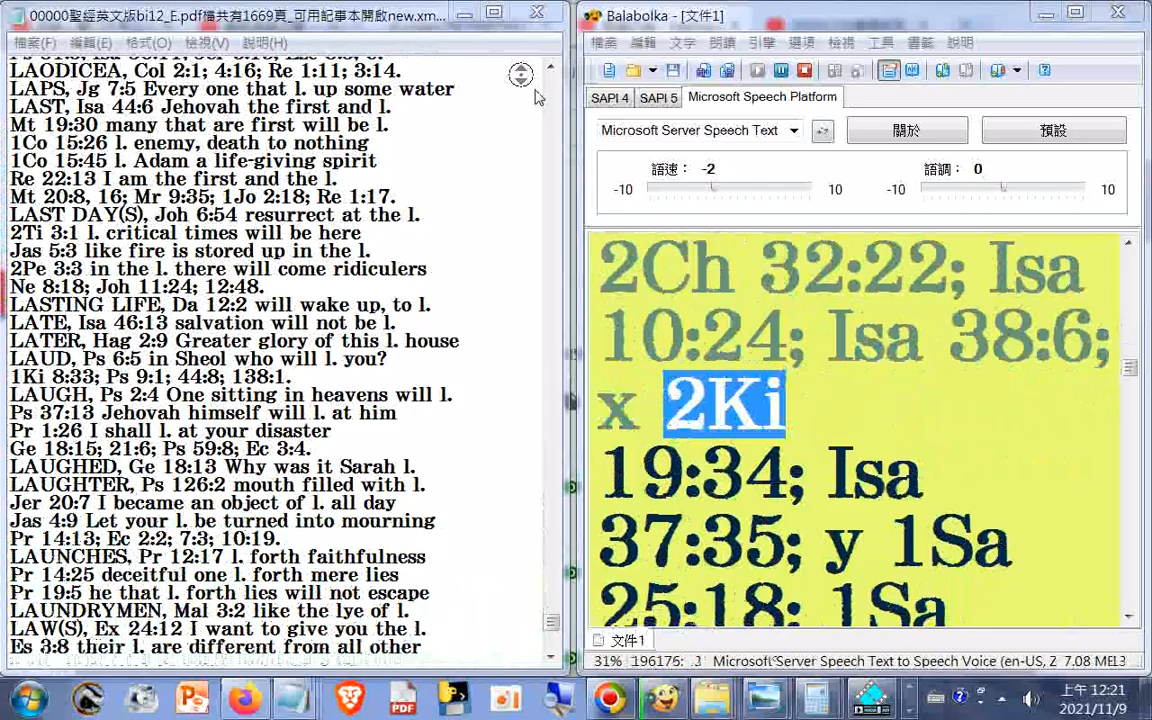 00000聖經英文版bi12_E.pdf檔共有1669頁_可用記事本開啟new.xm...
檔案(F) 編輯(E) 格式(O) 檢視(V) 說明(H)
LAODICEA, Col 2:1; 4:16; Re 1:11; 3:14.
LAPS, Jg 7:5 Every one that l. up some water
LAST, Isa 44:6 Jehovah the first and l.
Mt 19:30 many that are first will be l.
1Co 15:26 l. enemy, death to nothing
1Co 15:45 l. Adam a life-giving spirit
Re 22:13 I am the first and the l.
Mt 20:8, 16; Mr 9:35; 1Jo 2:18; Re 1:17.
LAST DAY(S), Joh 6:54 resurrect at the l.
2Ti 3:1 l. critical times will be here
Jas 5:3 like fire is stored up in the l.
2Pe 3:3 in the l. there will come ridiculers
Ne 8:18; Joh 11:24; 12:48.
LASTING LIFE, Da 12:2 will wake up, to l.
LATE, Isa 46:13 salvation will not be l.
LATER, Hag 2:9 Greater glory of this l. house
LAUD, Ps 6:5 in Sheol who will l. you?
1Ki 8:33; Ps 9:1; 44:8; 138:1.
LAUGH, Ps 2:4 One sitting in heavens will l.
Ps 37:13 Jehovah himself will l. at him
Pr 1:26 I shall l. at your disaster
Ge 18:15; 21:6; Ps 59:8; Ec 3:4.
LAUGHED, Ge 18:13 Why was it Sarah l.
LAUGHTER, Ps 126:2 mouth filled with l.
Jer 20:7 I became an object of l. all day
Jas 4:9 Let your l. be turned into mourning
Pr 14:13; Ec 2:2; 7:3; 10:19.
LAUNCHES, Pr 12:17 l. forth faithfulness
Pr 14:25 deceitful one l. forth mere lies
Pr 19:5 he that l. forth lies will not escape
LAUNDRYMEN, Mal 3:2 like the lye of l.
LAW(S), Ex 24:12 I want to give you the l.
Es 3:8 their l. are different from all other
Balabolka - [文件1]
檔案 編輯 文字 朗讀 引擎 選項 檢視 工具 書籤 說明
SAPI 4 SAPI 5 Microsoft Speech Platform
Microsoft Server Speech Text 關於 預設
語速： -2 語調： 0
-10 10 -10 10
2Ch 32:22; Isa
10:24; Isa 38:6;
x 2Ki
19:34; Isa
37:35; y 1Sa
25:18; 1Sa
文件1
31% 196175: Microsoft Server Speech Text to Speech Voice (en-US, Z 7.08 ME
上午 12:21
2021/11/9